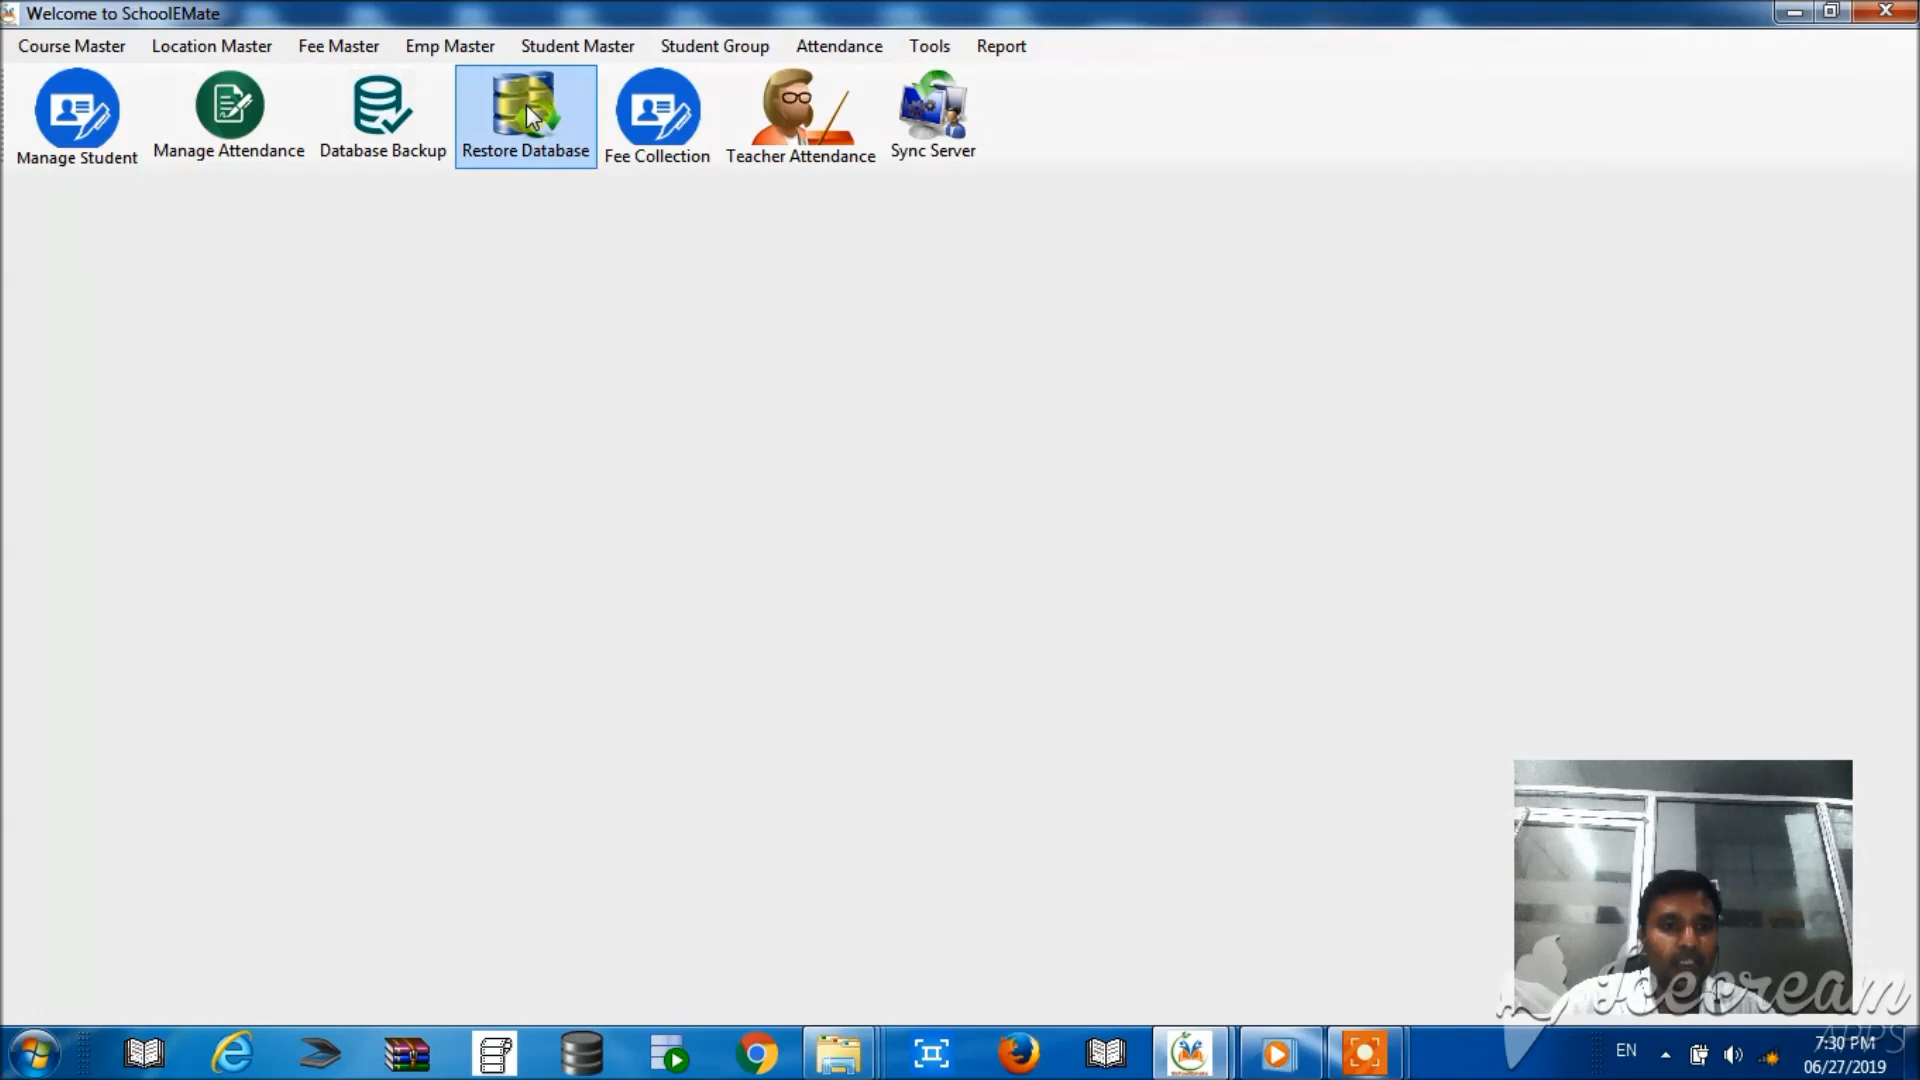 Welcome to SchoolEMate
Course Master Location Master Fee Master Emp Master Student Master Student Group Attendance Tools Report
Manage Student Manage Attendance Database Backup Restore Database Fee Collection Teacher Attendance Sync Server
Icecream
APPS
EN
7:30 PM
06/27/2019